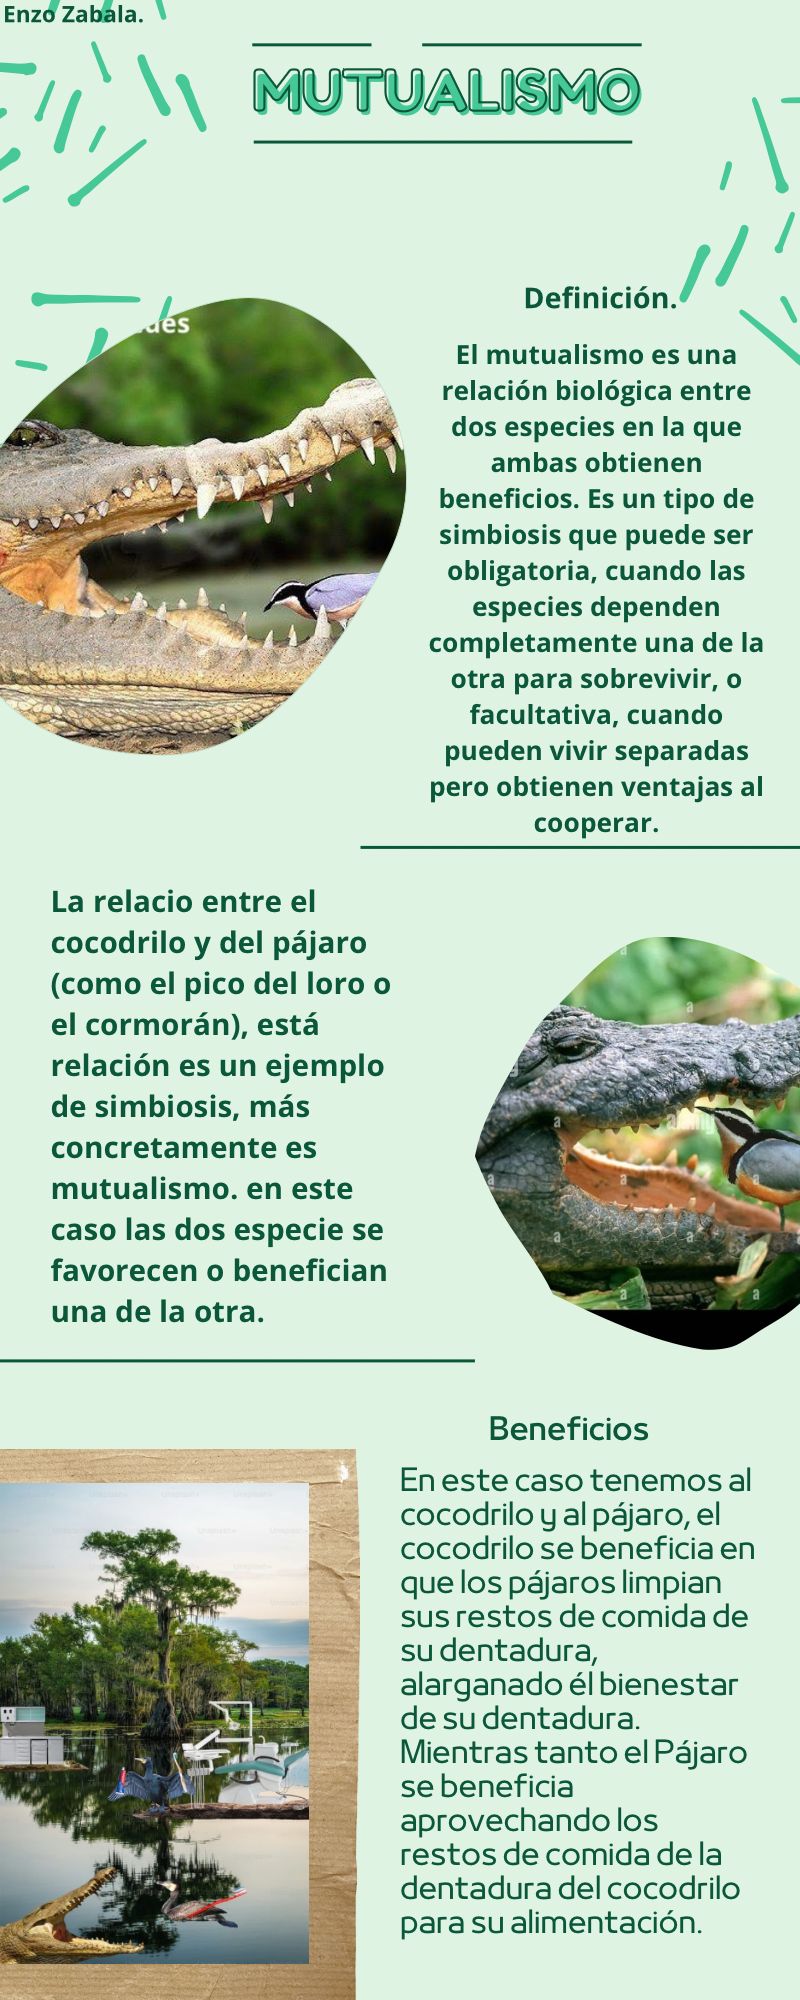 Enzo Zabala.
MUTUALISMO
Definición.
El mutualismo es una
relación biológica entre
dos especies en la que
ambas obtienen
beneficios. Es un tipo de
simbiosis que puede ser
obligatoria, cuando las
especies dependen
completamente una de la
otra para sobrevivir, o
facultativa, cuando
pueden vivir separadas
pero obtienen ventajas al
cooperar.
La relacio entre el
cocodrilo y del pájaro
(como el pico del loro o
el cormorán), está
relación es un ejemplo
de simbiosis, más
concretamente es
mutualismo. en este
caso las dos especie se
favorecen o benefician
una de la otra.
Beneficios
En este caso tenemos al
cocodrilo y al pájaro, el
cocodrilo se beneficia en
que los pájaros limpian
sus restos de comida de
su dentadura,
alarganado él bienestar
de su dentadura.
Mientras tanto el Pájaro
se beneficia
aprovechando los
restos de comida de la
dentadura del cocodrilo
para su alimentación.